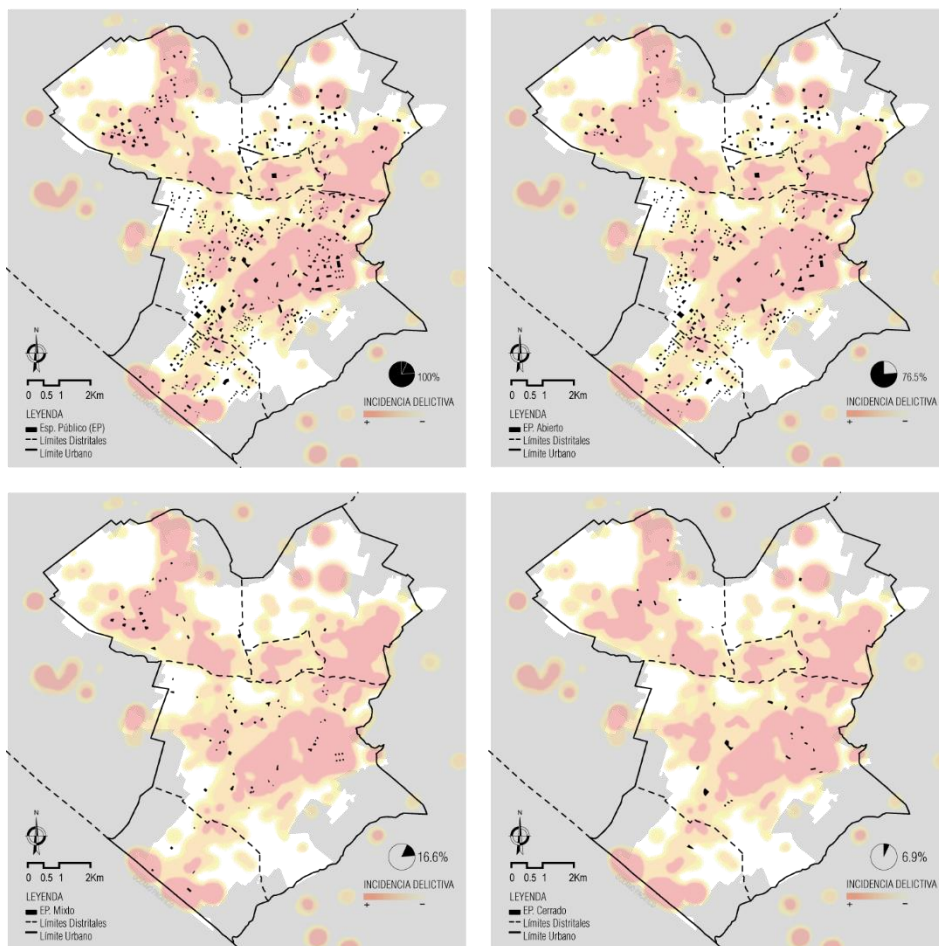 N
0 0.5 1 2Km
LEYENDA
Esp. Público (EP)
Límites Distritales
Límite Urbano
100%
INCIDENCIA DELICTIVA
+ −
N
0 0.5 1 2Km
LEYENDA
EP. Abierto
Límites Distritales
Límite Urbano
76.5%
INCIDENCIA DELICTIVA
+ −
N
0 0.5 1 2Km
LEYENDA
EP. Mixto
Límites Distritales
Límite Urbano
16.6%
INCIDENCIA DELICTIVA
+ −
N
0 0.5 1 2Km
LEYENDA
EP. Cerrado
Límites Distritales
Límite Urbano
6.9%
INCIDENCIA DELICTIVA
+ −